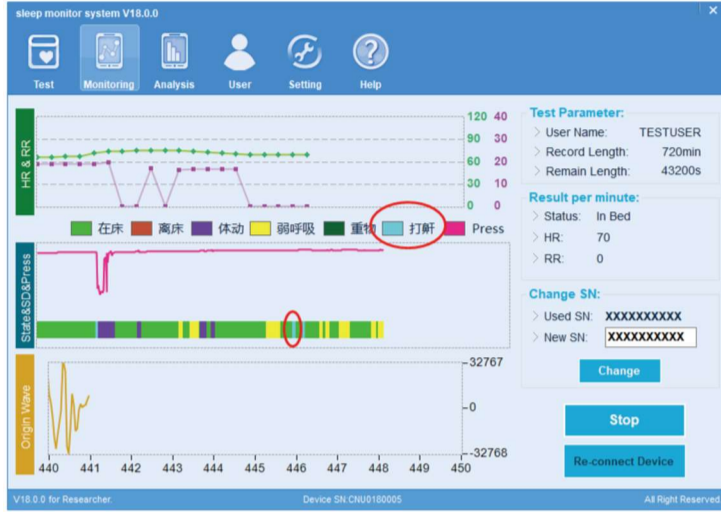 sleep monitor system V18.0.0
Test Monitoring Analysis User Setting Help
HR & RR
120 40
90 30
60 20
30 10
0 0
在床 离床 体动 弱呼吸 重物 打鼾 Press
State&SD&Press
Origin Wave
32767
0
-32768
440 441 442 443 444 445 446 447 448 449 450
Test Parameter:
User Name: TESTUSER
Record Length: 720min
Remain Length: 43200s
Result per minute:
Status: In Bed
HR: 70
RR: 0
Change SN:
Used SN: XXXXXXXXXX
New SN: XXXXXXXXXX
Change
Stop
Re-connect Device
V18.0.0 for Researcher.
Device SN:CNU0180005
All Right Reserved